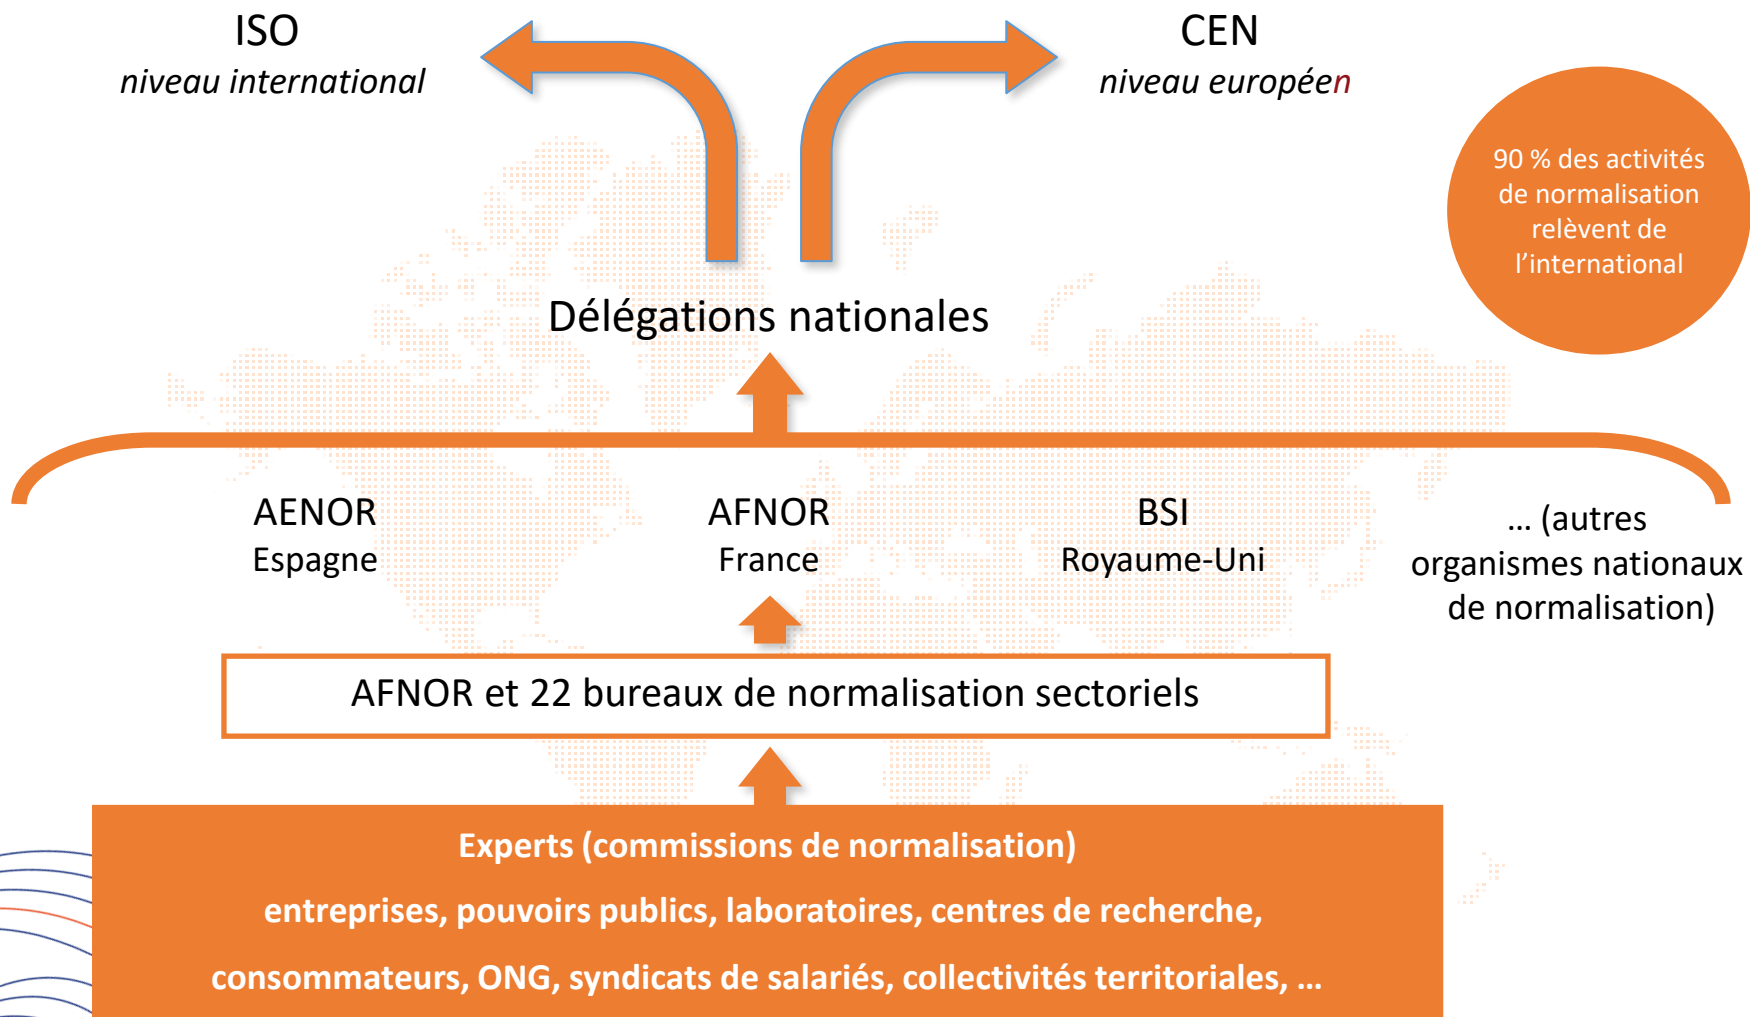 ISO
niveau international
CEN
niveau européen
90 % des activités
de normalisation
relèvent de
l’international
Délégations nationales
AENOR
Espagne
AFNOR
France
BSI
Royaume-Uni
... (autres
organismes nationaux
de normalisation)
AFNOR et 22 bureaux de normalisation sectoriels
Experts (commissions de normalisation)
entreprises, pouvoirs publics, laboratoires, centres de recherche,
consommateurs, ONG, syndicats de salariés, collectivités territoriales, ...